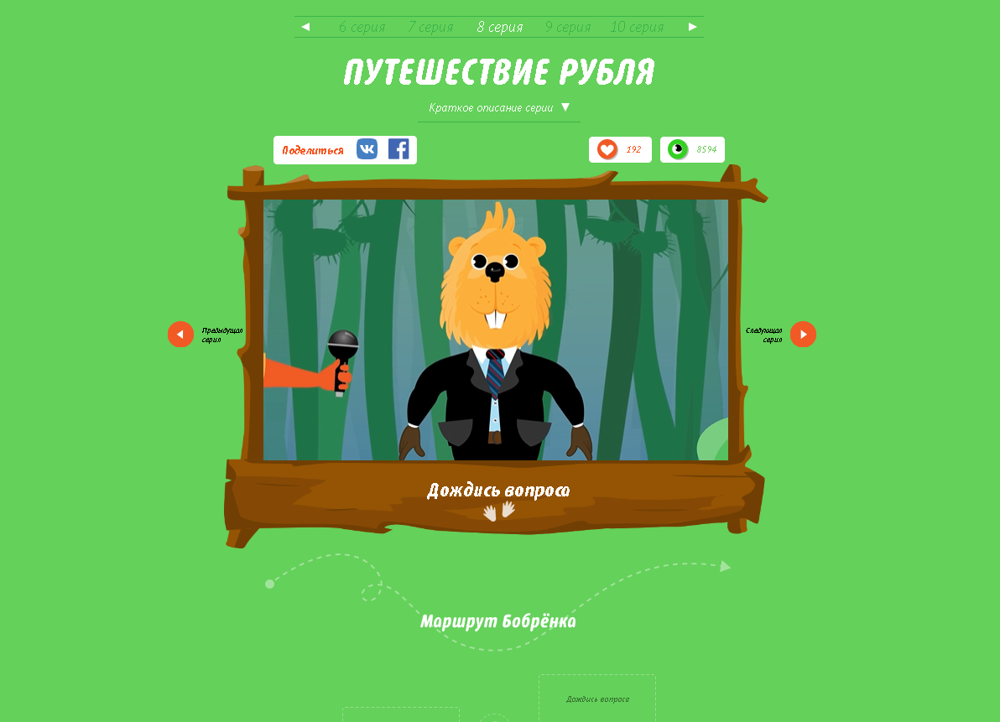 6 серия 7 серия 8 серия 9 серия 10 серия
ПУТЕШЕСТВИЕ РУБЛЯ
Краткое описание серии
Поделиться
192
8594
Предыдущая
серия
Следующая
серия
Дождись вопроса
Маршрут Бобрёнка
Дождись вопроса